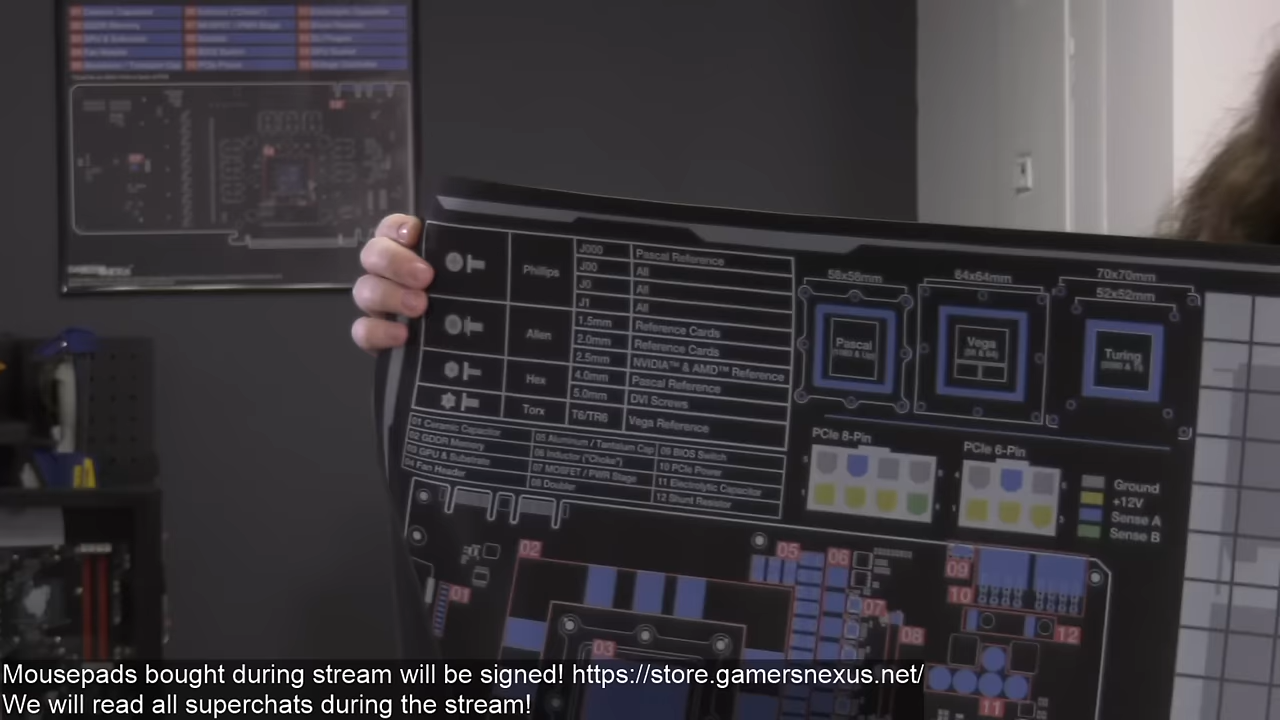 Phillips
J000 Pascal Reference
J00 All
J0 All
J1 All
Allen
1.5mm Reference Cards
2.0mm Reference Cards
2.5mm NVIDIA™ & AMD™ Reference
Hex
4.0mm Pascal Reference
5.0mm DVI Screws
Torx T6/TR6 Vega Reference
01 Ceramic Capacitor
02 GDDR Memory
03 GPU & Substrate
04 Fan Header
05 Aluminum / Tantalum Cap
06 Inductor ("Choke")
07 MOSFET / PWR Stage
08 Doubler
09 BIOS Switch
10 PCIe Power
11 Electrolytic Capacitor
12 Shunt Resistor
58x58mm
Pascal
64x64mm
Vega
70x70mm
52x52mm
Turing
PCIe 8-Pin
PCIe 6-Pin
Ground
+12V
Sense A
Sense B
01
02
03
05
06
07
08
09
10
11
12
Mousepads bought during stream will be signed! https://store.gamersnexus.net/
We will read all superchats during the stream!